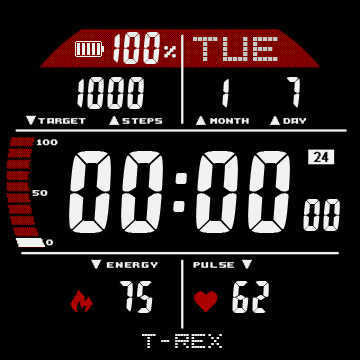 100% TUE
1000 1 7
▼TARGET ▲STEPS ▲MONTH ▲DAY
100
24
00:00 00
50
0
▼ ENERGY PULSE ▼
75 62
T-REX